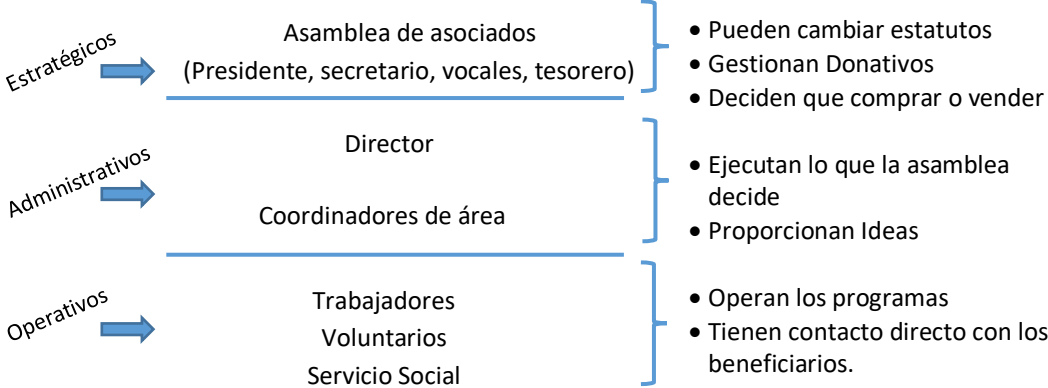 Estratégicos
Asamblea de asociados
(Presidente, secretario, vocales, tesorero)
• Pueden cambiar estatutos
• Gestionan Donativos
• Deciden que comprar o vender
Administrativos
Director
Coordinadores de área
• Ejecutan lo que la asamblea
decide
• Proporcionan Ideas
Operativos
Trabajadores
Voluntarios
Servicio Social
• Operan los programas
• Tienen contacto directo con los
beneficiarios.